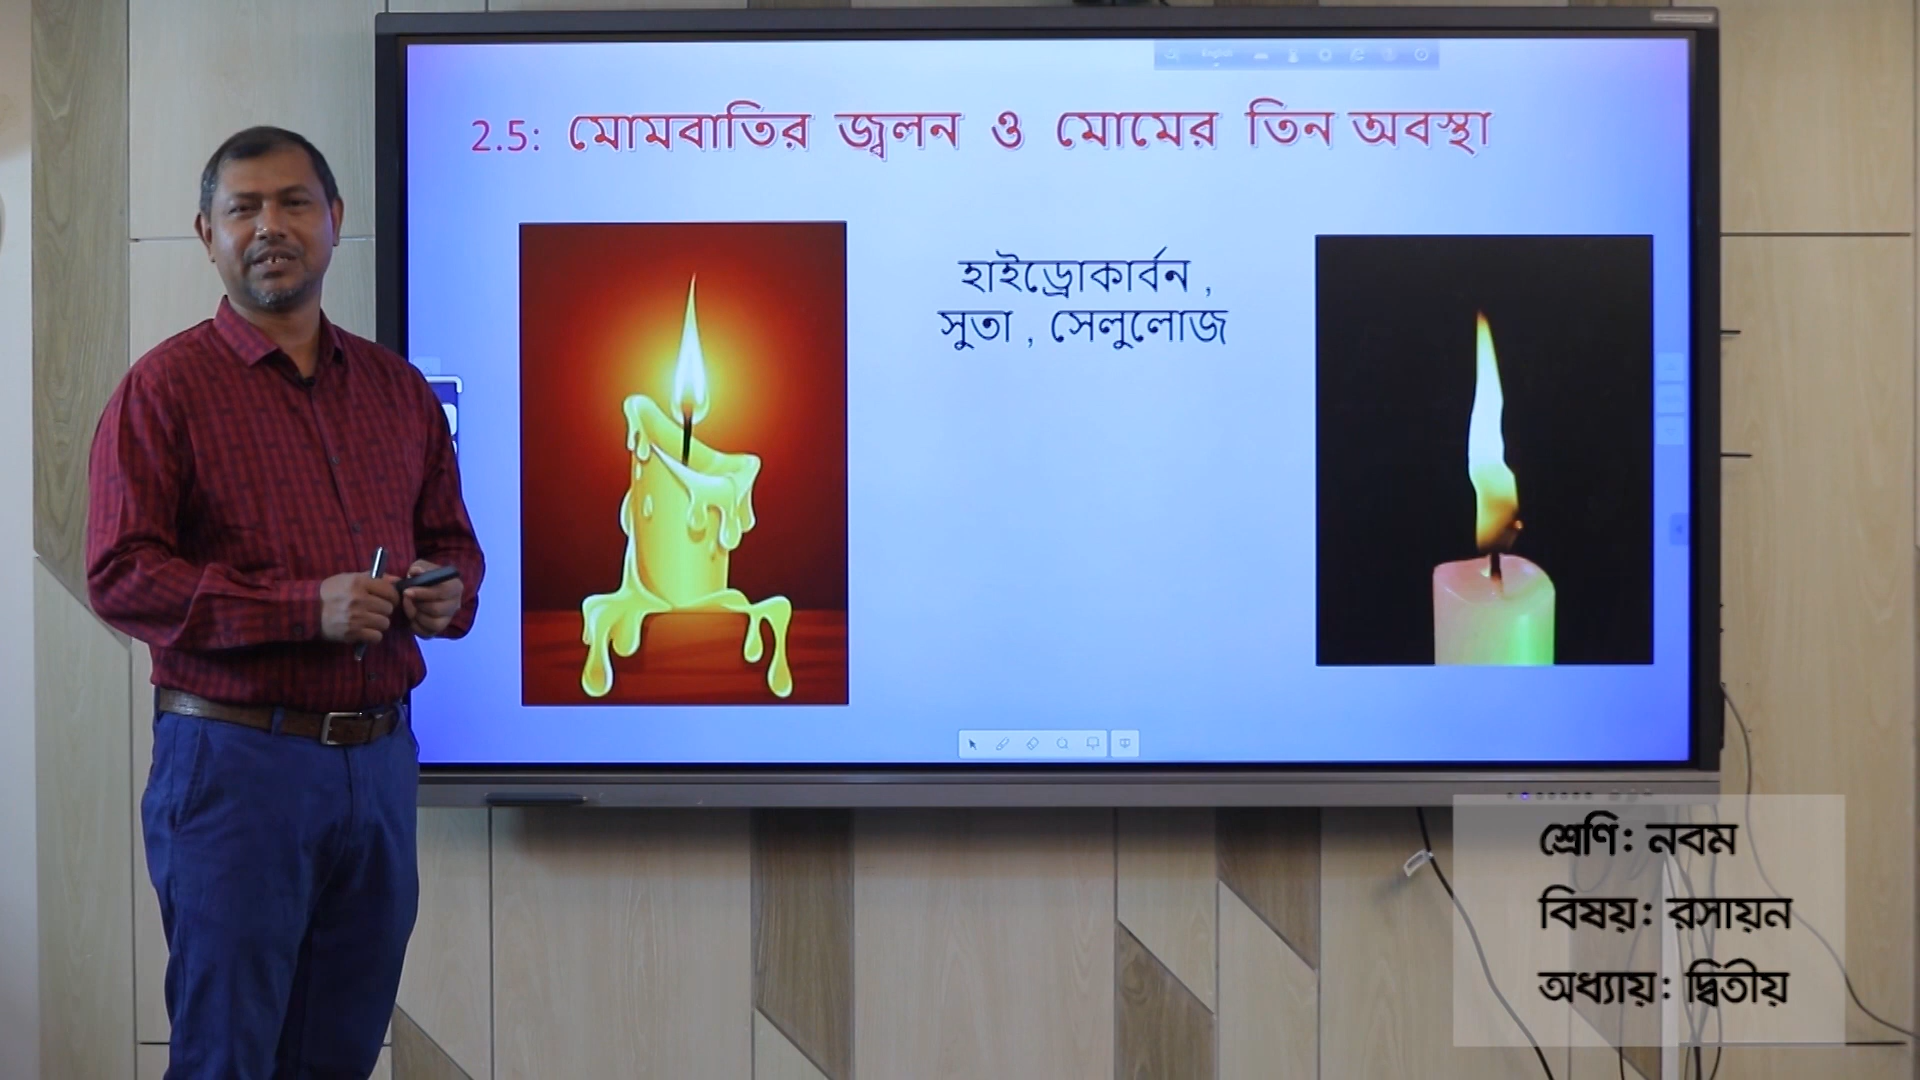 2.5: মোমবাতির জ্বলন ও মোমের তিন অবস্থা
হাইড্রোকার্বন ,
সুতা , সেলুলোজ
শ্রেণি: নবম
বিষয়: রসায়ন
অধ্যায়: দ্বিতীয়